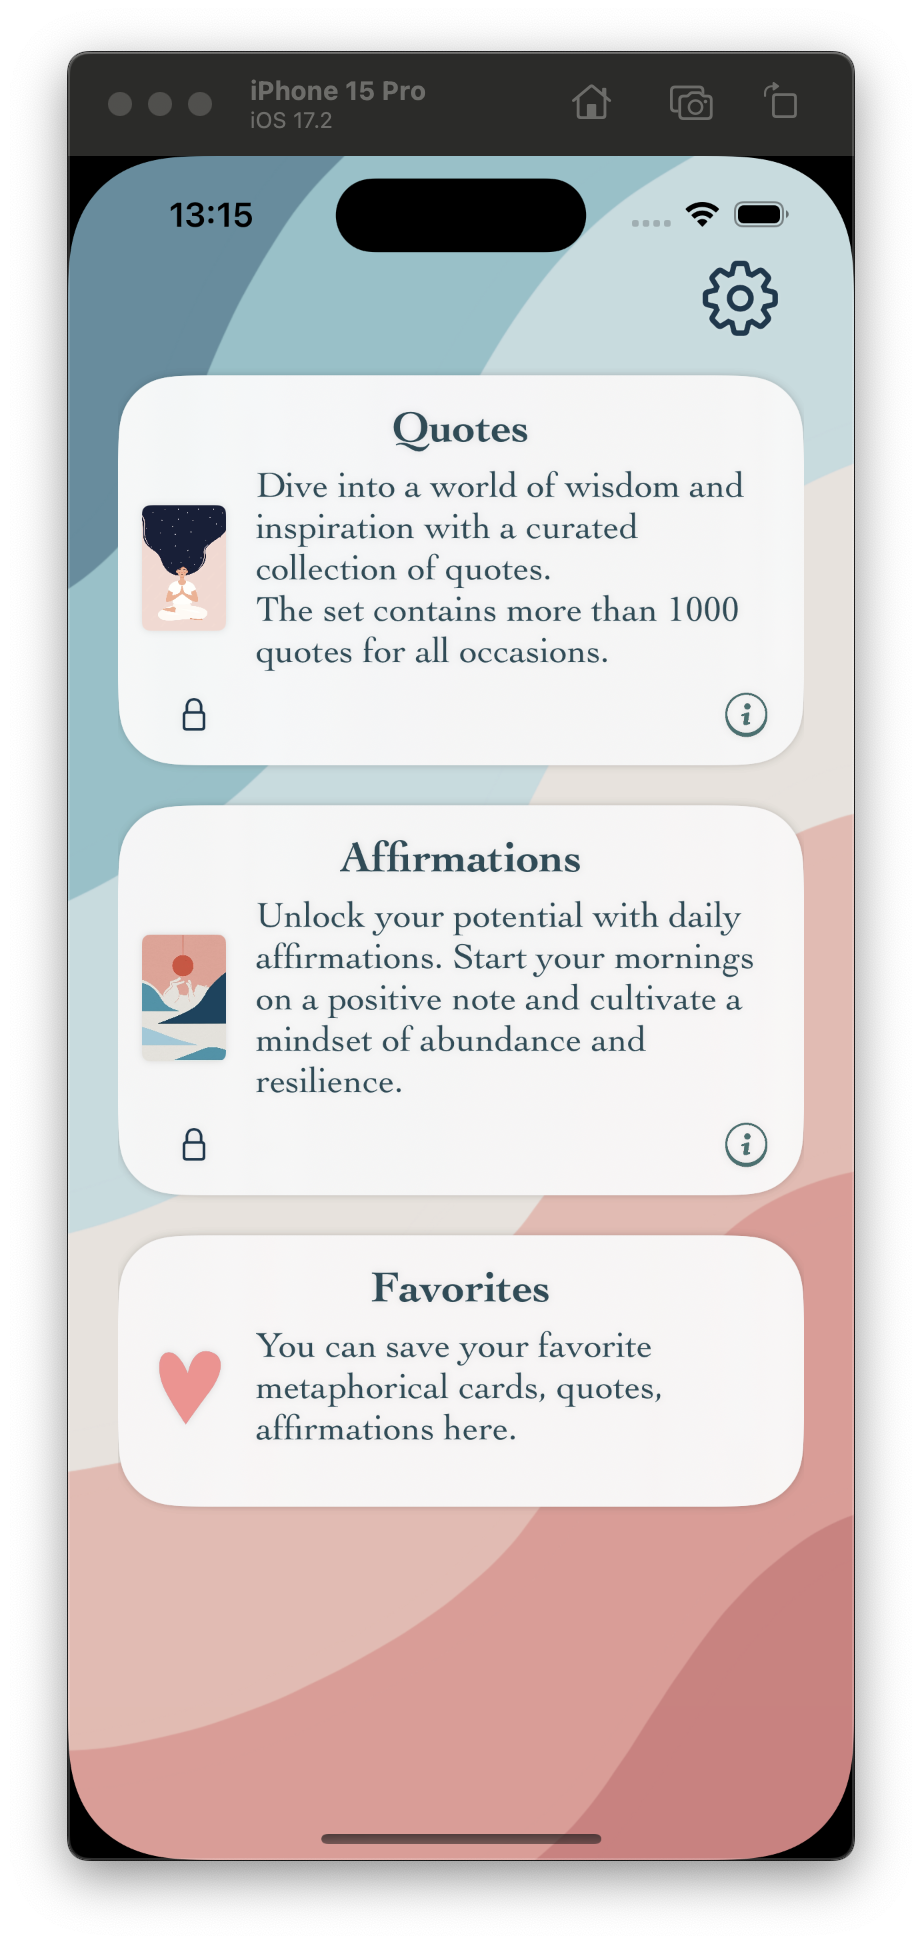 iPhone 15 Pro
iOS 17.2
13:15
Quotes
Dive into a world of wisdom and
inspiration with a curated
collection of quotes.
The set contains more than 1000
quotes for all occasions.
i
Affirmations
Unlock your potential with daily
affirmations. Start your mornings
on a positive note and cultivate a
mindset of abundance and
resilience.
i
Favorites
You can save your favorite
metaphorical cards, quotes,
affirmations here.